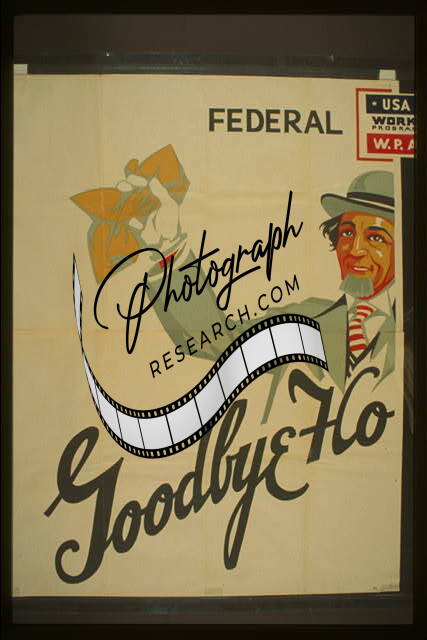 FEDERAL
★ USA
WORK
PROGRA
W.P.A
Photograph
RESEARCH.COM
Goodbye Ho